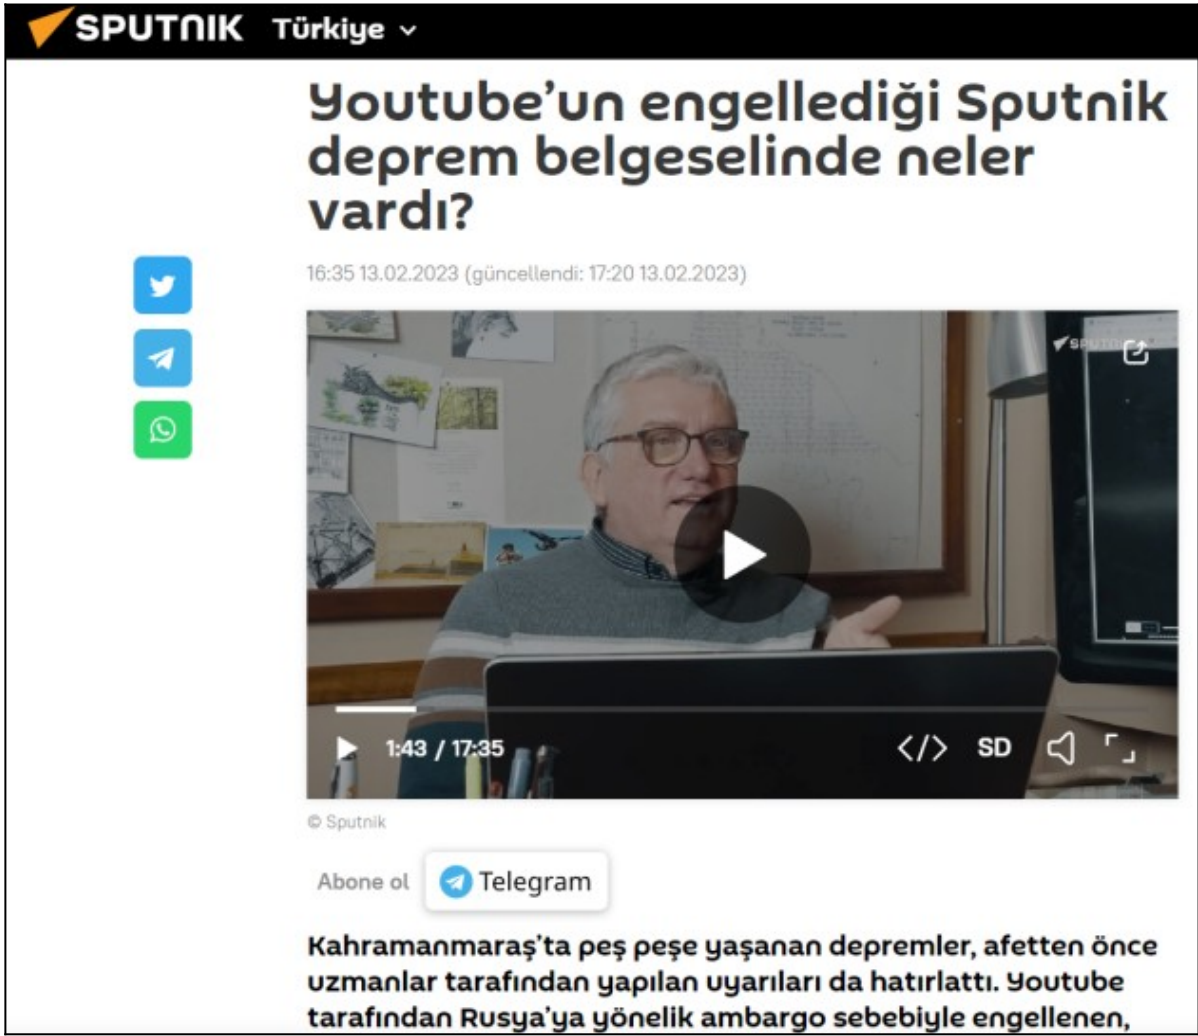 SPUTNIK Türkiye
Youtube’un engellediği Sputnik
deprem belgeselinde neler
vardı?
16:35 13.02.2023 (güncellendi: 17:20 13.02.2023)
SPUTNIK
1:43 / 17:35
SD
© Sputnik
Abone ol Telegram
Kahramanmaraş’ta peş peşe yaşanan depremler, afetten önce
uzmanlar tarafından yapılan uyarıları da hatırlattı. Youtube
tarafından Rusya’ya yönelik ambargo sebebiyle engellenen,